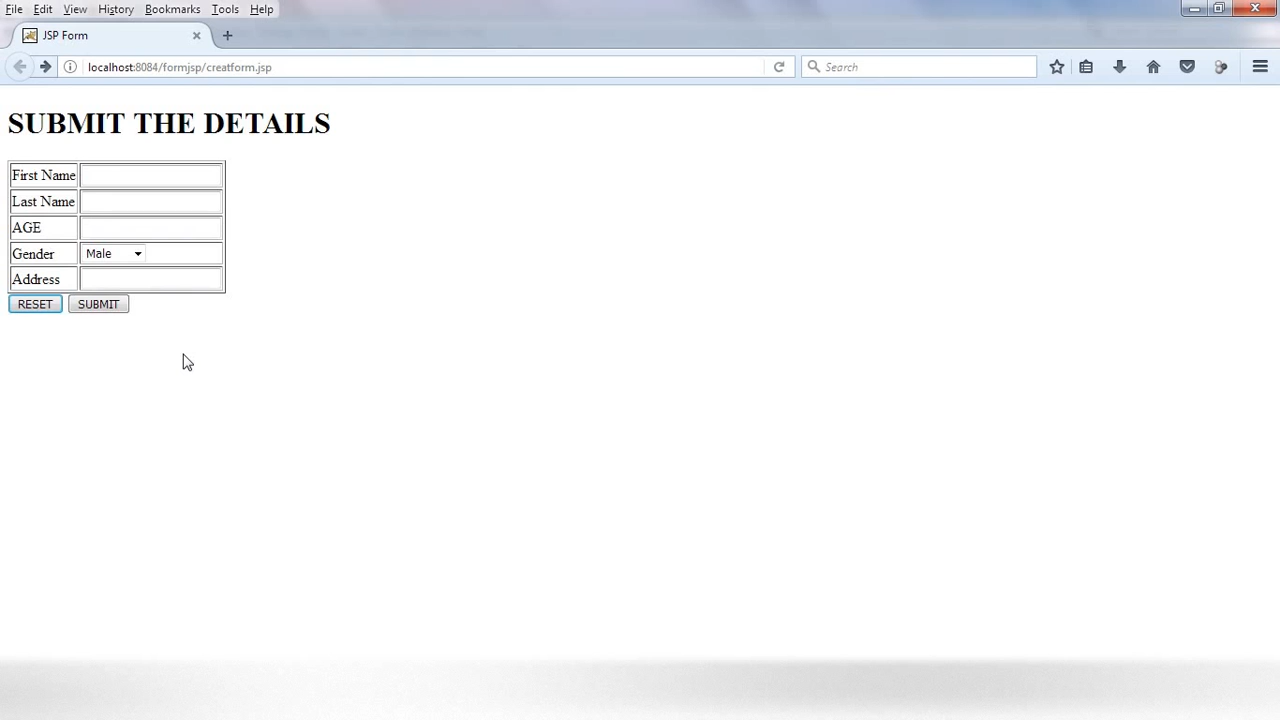 File Edit View History Bookmarks Tools Help
JSP Form
localhost:8084/formjsp/creatform.jsp
Search
SUBMIT THE DETAILS
First Name
Last Name
AGE
Gender Male
Address
RESET SUBMIT